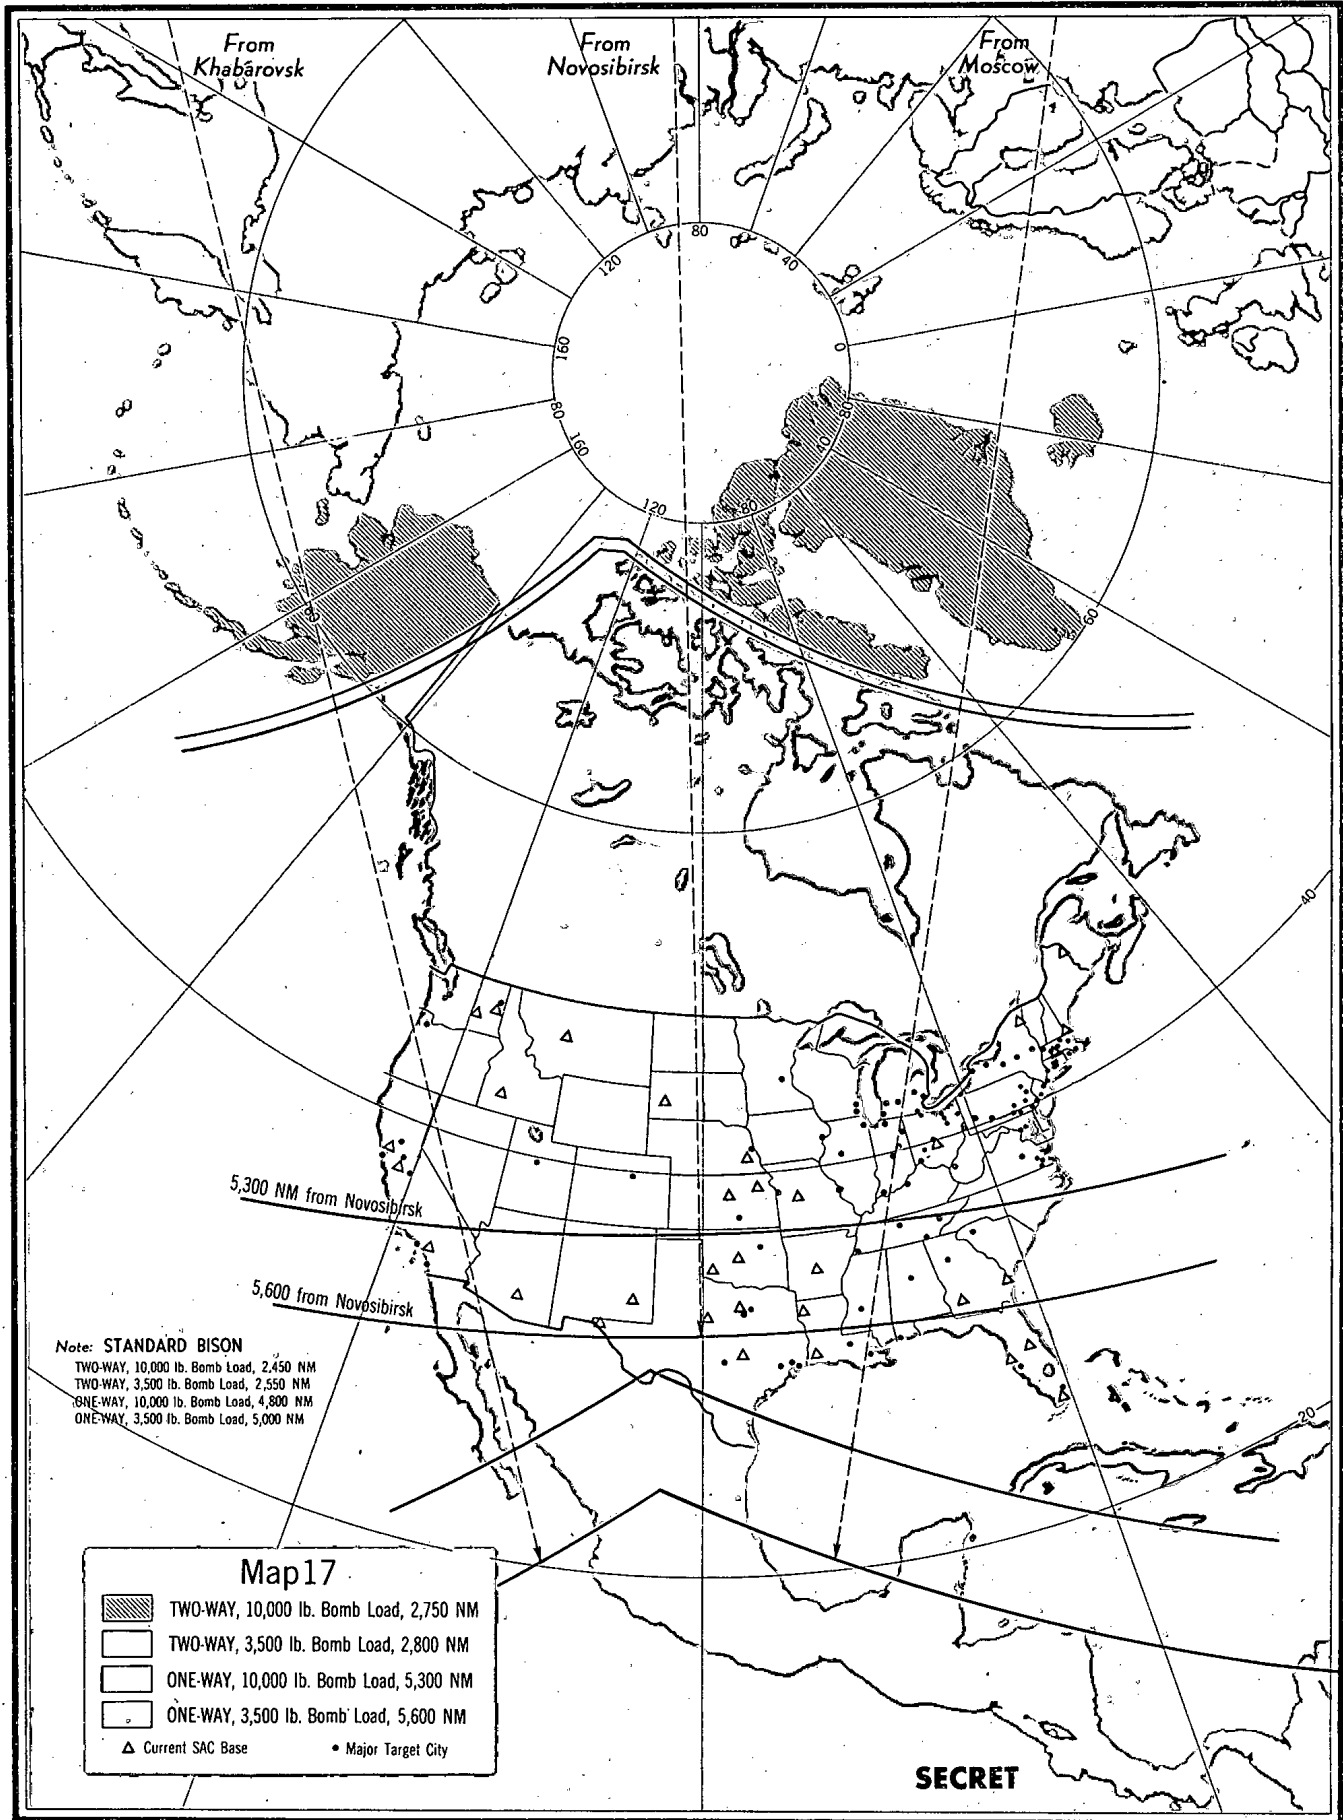 From
Khabarovsk
From
Novosibirsk
From
Moscow
80
120
40
160
0
80
160
80
40
120
80
60
60
40
5,300 NM from Novosibirsk
5,600 from Novosibirsk
Note: STANDARD BISON
TWO-WAY, 10,000 lb. Bomb Load, 2,450 NM
TWO-WAY, 3,500 lb. Bomb Load, 2,550 NM
ONE-WAY, 10,000 lb. Bomb Load, 4,800 NM
ONE-WAY, 3,500 lb. Bomb Load, 5,000 NM
20
Map17
TWO-WAY, 10,000 lb. Bomb Load, 2,750 NM
TWO-WAY, 3,500 lb. Bomb Load, 2,800 NM
ONE-WAY, 10,000 lb. Bomb Load, 5,300 NM
ONE-WAY, 3,500 lb. Bomb Load, 5,600 NM
Current SAC Base
Major Target City
SECRET